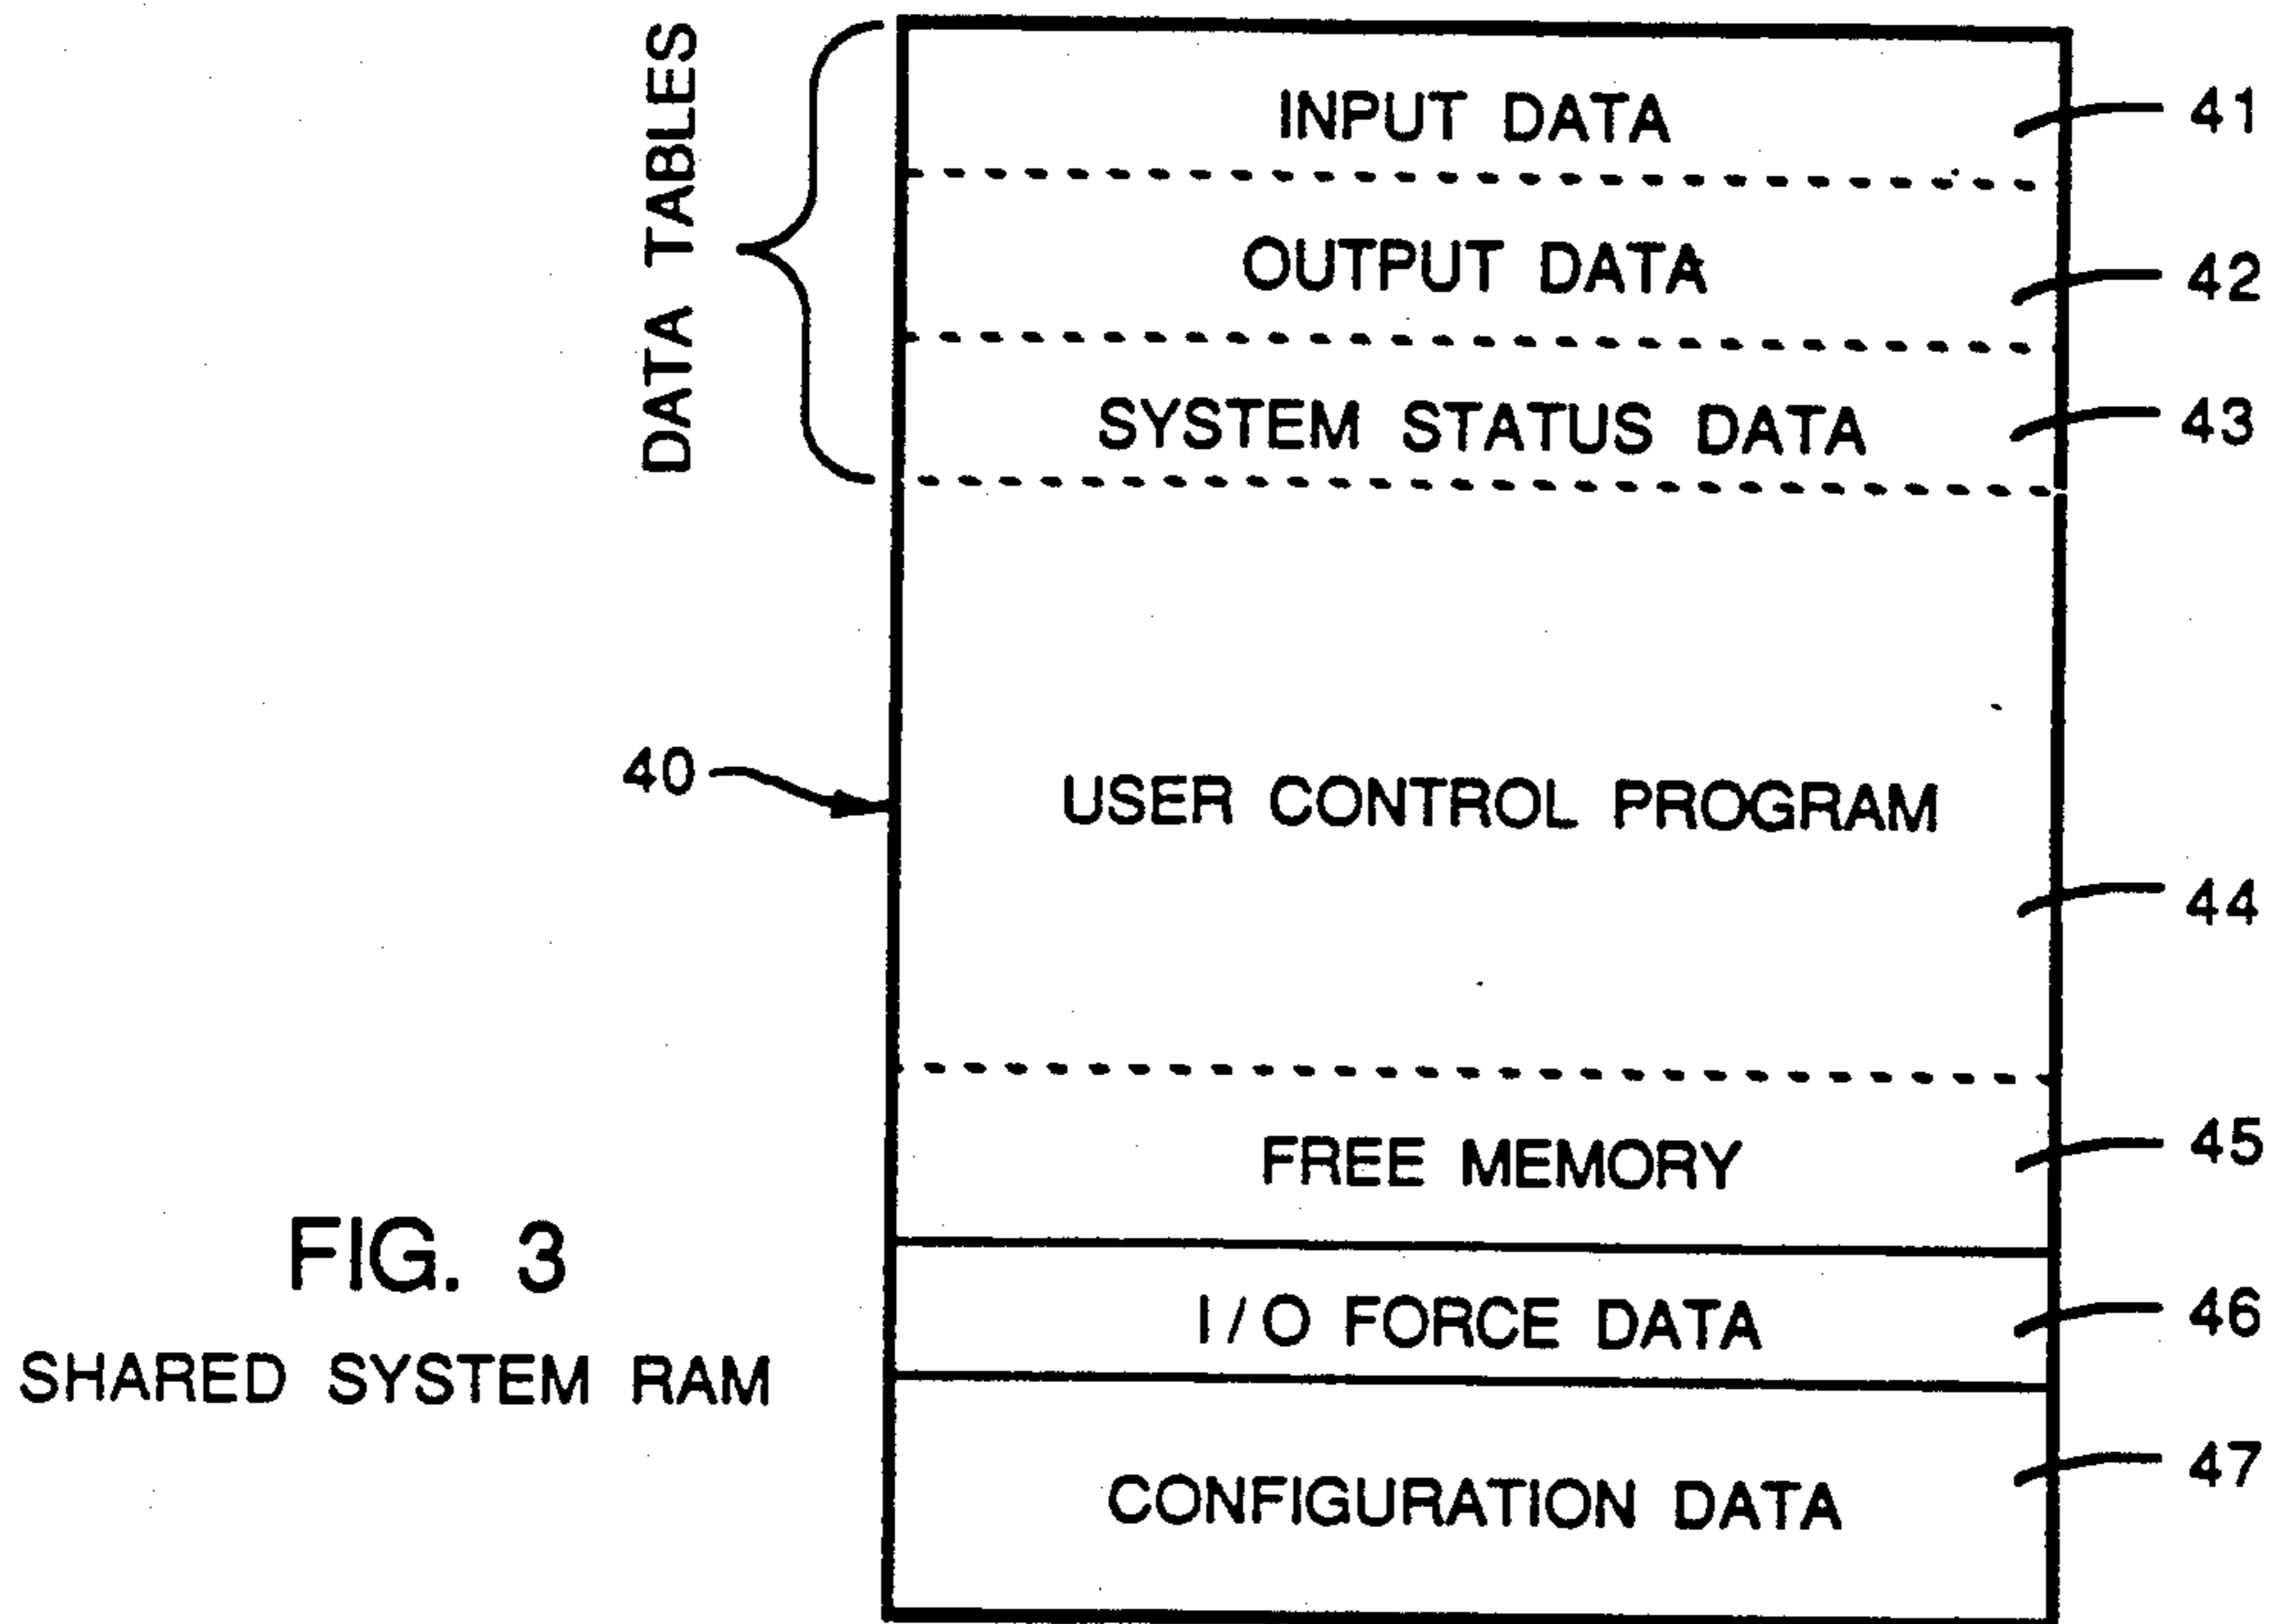 DATA TABLES
INPUT DATA
41
OUTPUT DATA
42
SYSTEM STATUS DATA
43
40
USER CONTROL PROGRAM
44
FREE MEMORY
45
FIG. 3
SHARED SYSTEM RAM
I/O FORCE DATA
46
CONFIGURATION DATA
47